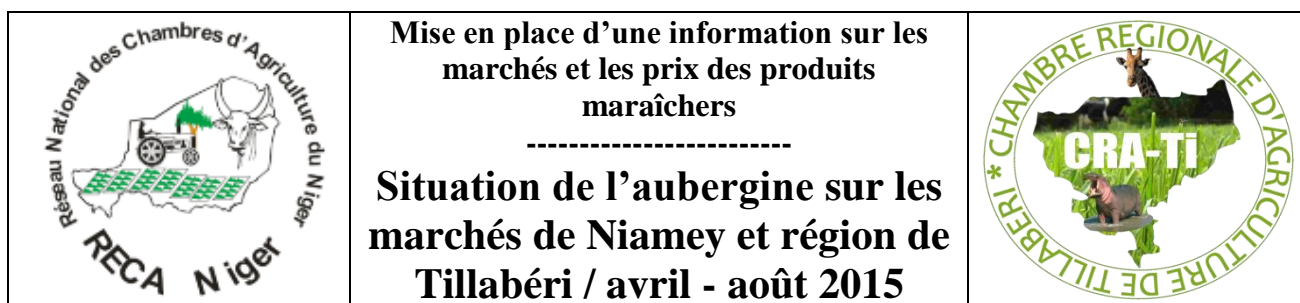 Réseau National des Chambres d'Agriculture du Niger
RECA Niger
Mise en place d'une information sur les
marchés et les prix des produits
maraîchers
-------------------------
Situation de l'aubergine sur les
marchés de Niamey et région de
Tillabéri / avril - août 2015
CHAMBRE REGIONALE D'AGRICULTURE DE TILLABERI *
CRA-Ti